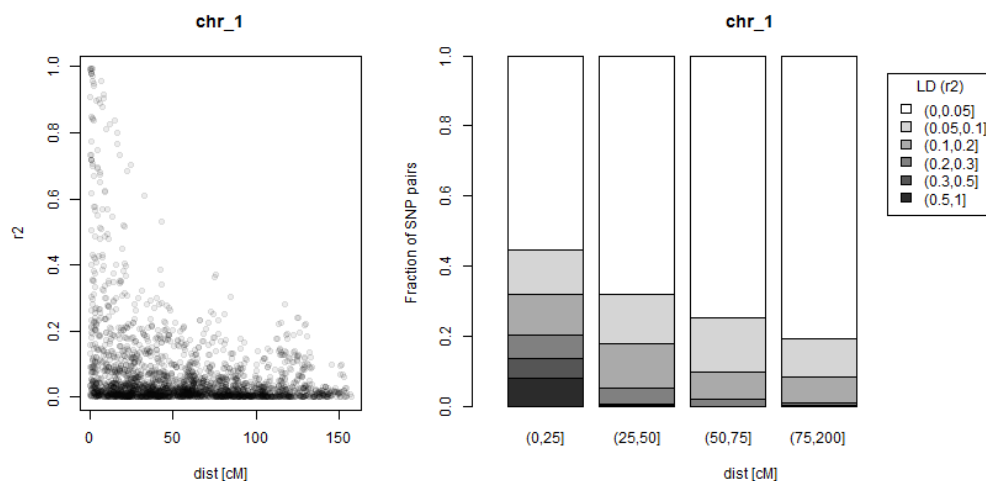 chr_1
r2
1.0
0.8
0.6
0.4
0.2
0.0
0 50 100 150
dist [cM]
chr_1
Fraction of SNP pairs
1.0
0.8
0.6
0.4
0.2
0.0
(0,25] (25,50] (50,75] (75,200]
dist [cM]
LD (r2)
(0,0.05]
(0.05,0.1]
(0.1,0.2]
(0.2,0.3]
(0.3,0.5]
(0.5,1]